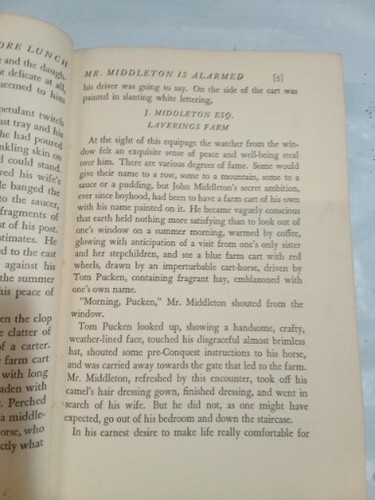 ORE LUNCH
and the daugh-
ot delicate at all,
seemed to him
petulant twitch
ast tray and his
he had poured
nkling skin on
d could stand.
ved his wife's
le banged the
to the saucer,
fragments of
st of his post.
stimates. He
ed to the east
against his
the summer
his peace of
en the clop
e clatter of
of a carter.
e farm cart
long with
aden with
Perched
a middle-
orse, who
ctly what
MR. MIDDLETON IS ALARMED [5]
his driver was going to say. On the side of the cart was
painted in slanting white lettering,
J. MIDDLETON ESQ.
LAVERINGS FARM
At the sight of this equipage the watcher from the win-
dow felt an exquisite sense of peace and well-being steal
over him. There are various degrees of fame. Some would
give their name to a rose, some to a mountain, some to a
sauce or a pudding, but John Middleton's secret ambition,
ever since boyhood, had been to have a farm cart of his own
with his name painted on it. He became vaguely conscious
that earth held nothing more satisfying than to look out of
one's window on a summer morning, warmed by coffee,
glowing with anticipation of a visit from one's only sister
and her stepchildren, and see a blue farm cart with red
wheels, drawn by an imperturbable cart-horse, driven by
Tom Pucken, containing fragrant hay, emblazoned with
one's own name.
"Morning, Pucken," Mr. Middleton shouted from the
window.
Tom Pucken looked up, showing a handsome, crafty,
weather-lined face, touched his disgraceful almost brimless
hat, shouted some pre-Conquest instructions to his horse,
and was carried away towards the gate that led to the farm.
Mr. Middleton, refreshed by this encounter, took off his
camel's hair dressing gown, finished dressing, and went in
search of his wife. But he did not, as one might have
expected, go out of his bedroom and down the staircase.
In his earnest desire to make life really comfortable for